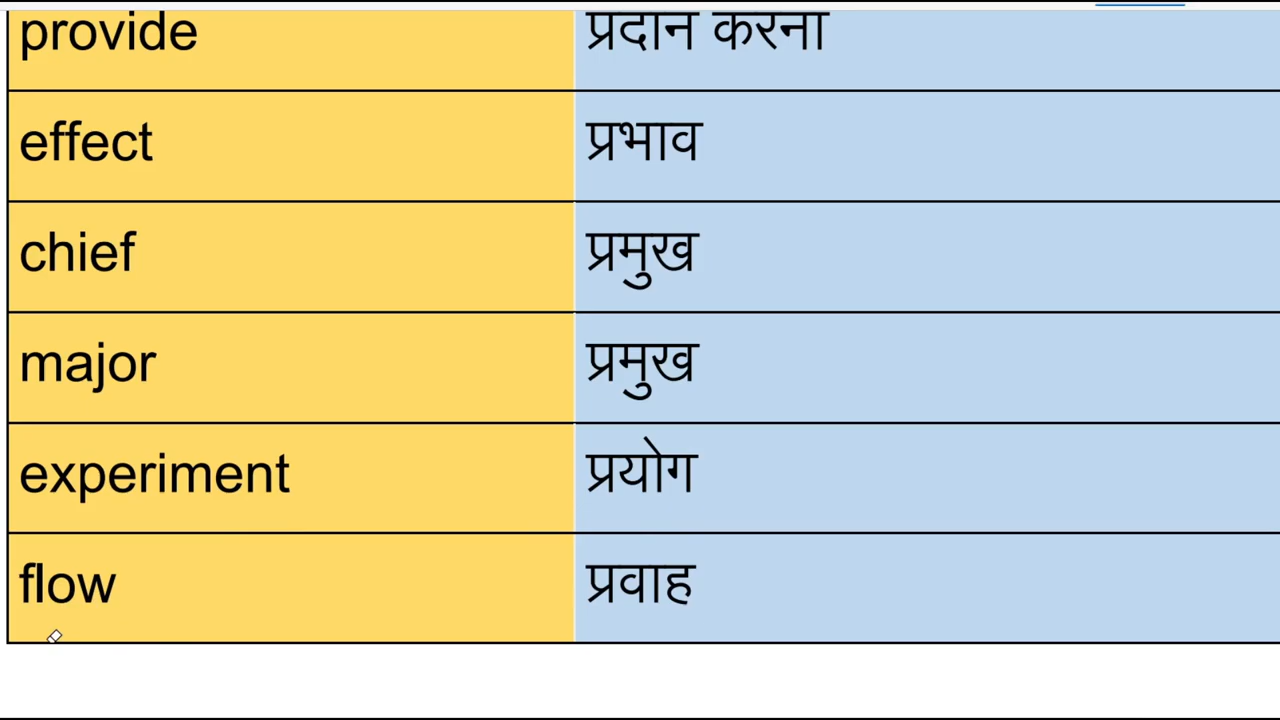 provide प्रदान करना
effect प्रभाव
chief प्रमुख
major प्रमुख
experiment प्रयोग
flow प्रवाह